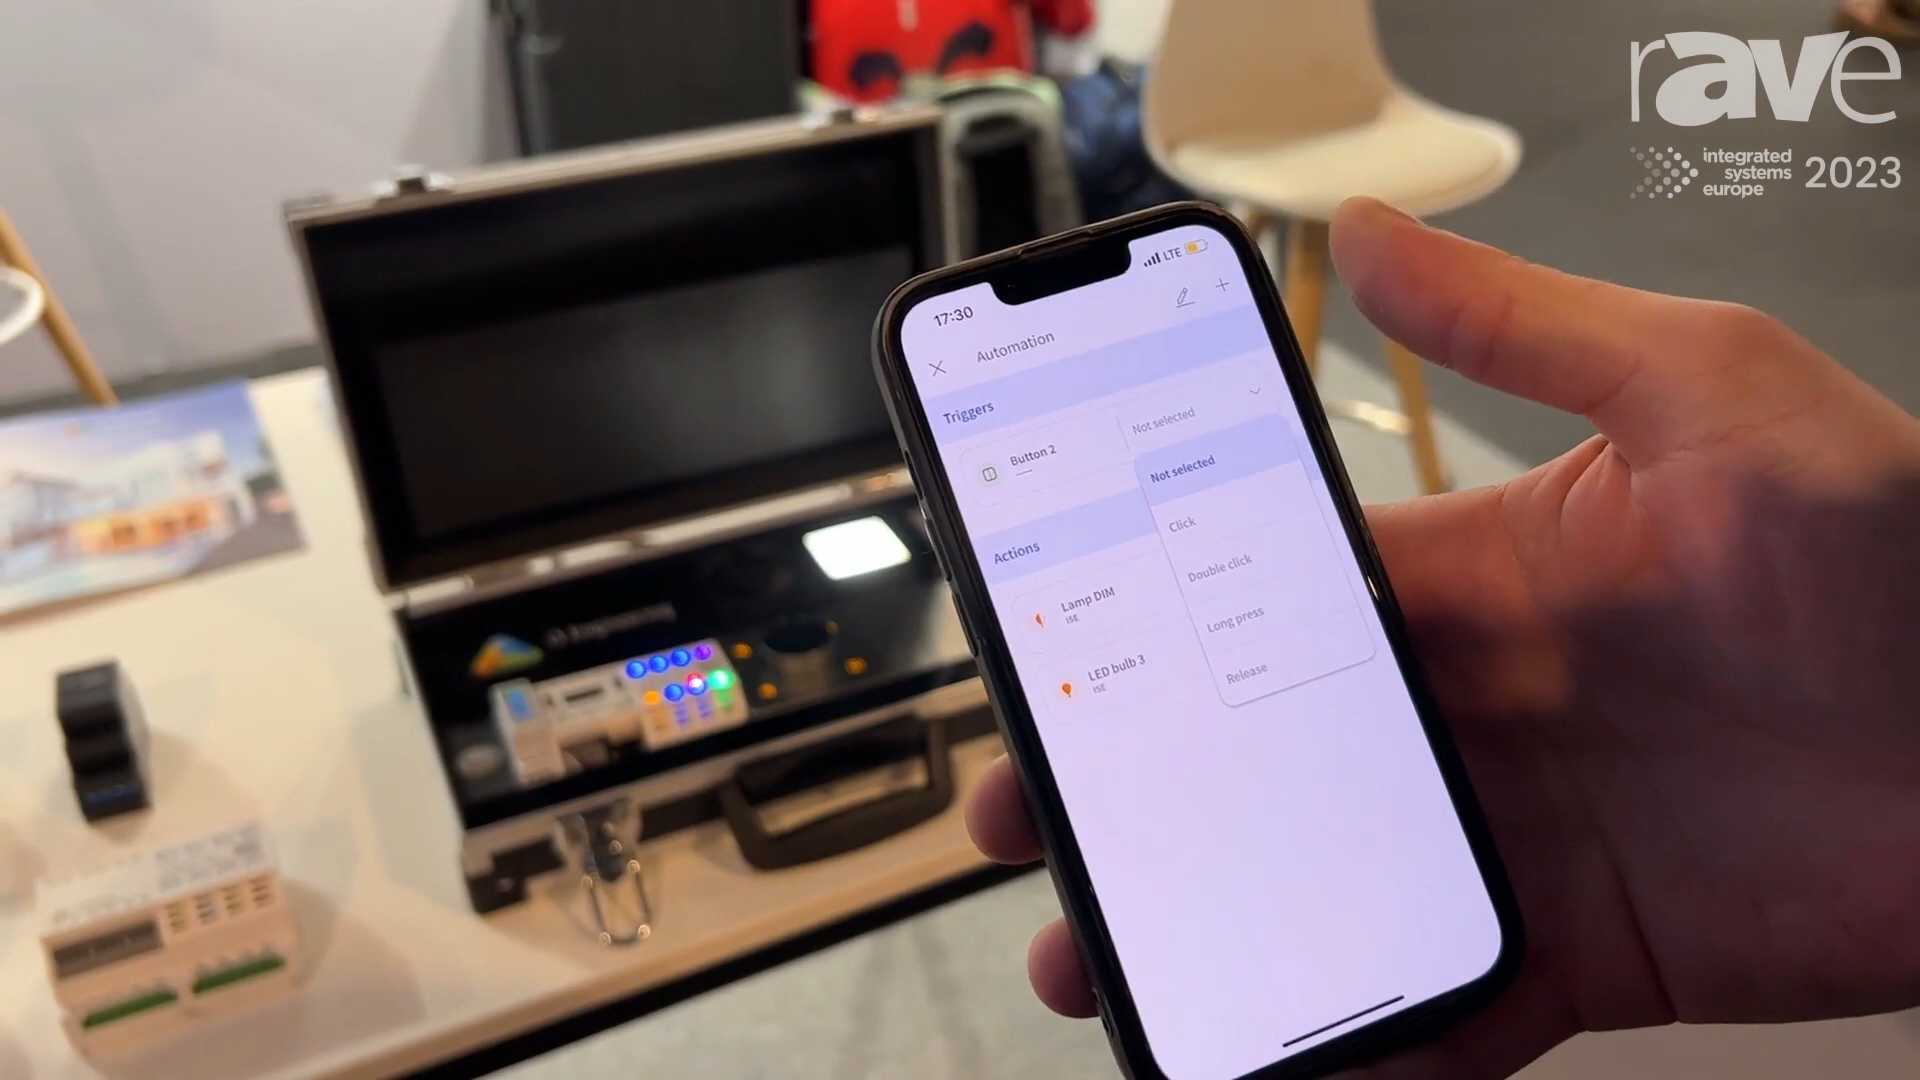 rAVe
integrated
systems
europe
2023
17:30
LTE
Automation
Triggers
Button 2
Not selected
Not selected
Click
Double click
Long press
Release
Actions
Lamp DIM
ISE
LED bulb 3
ISE